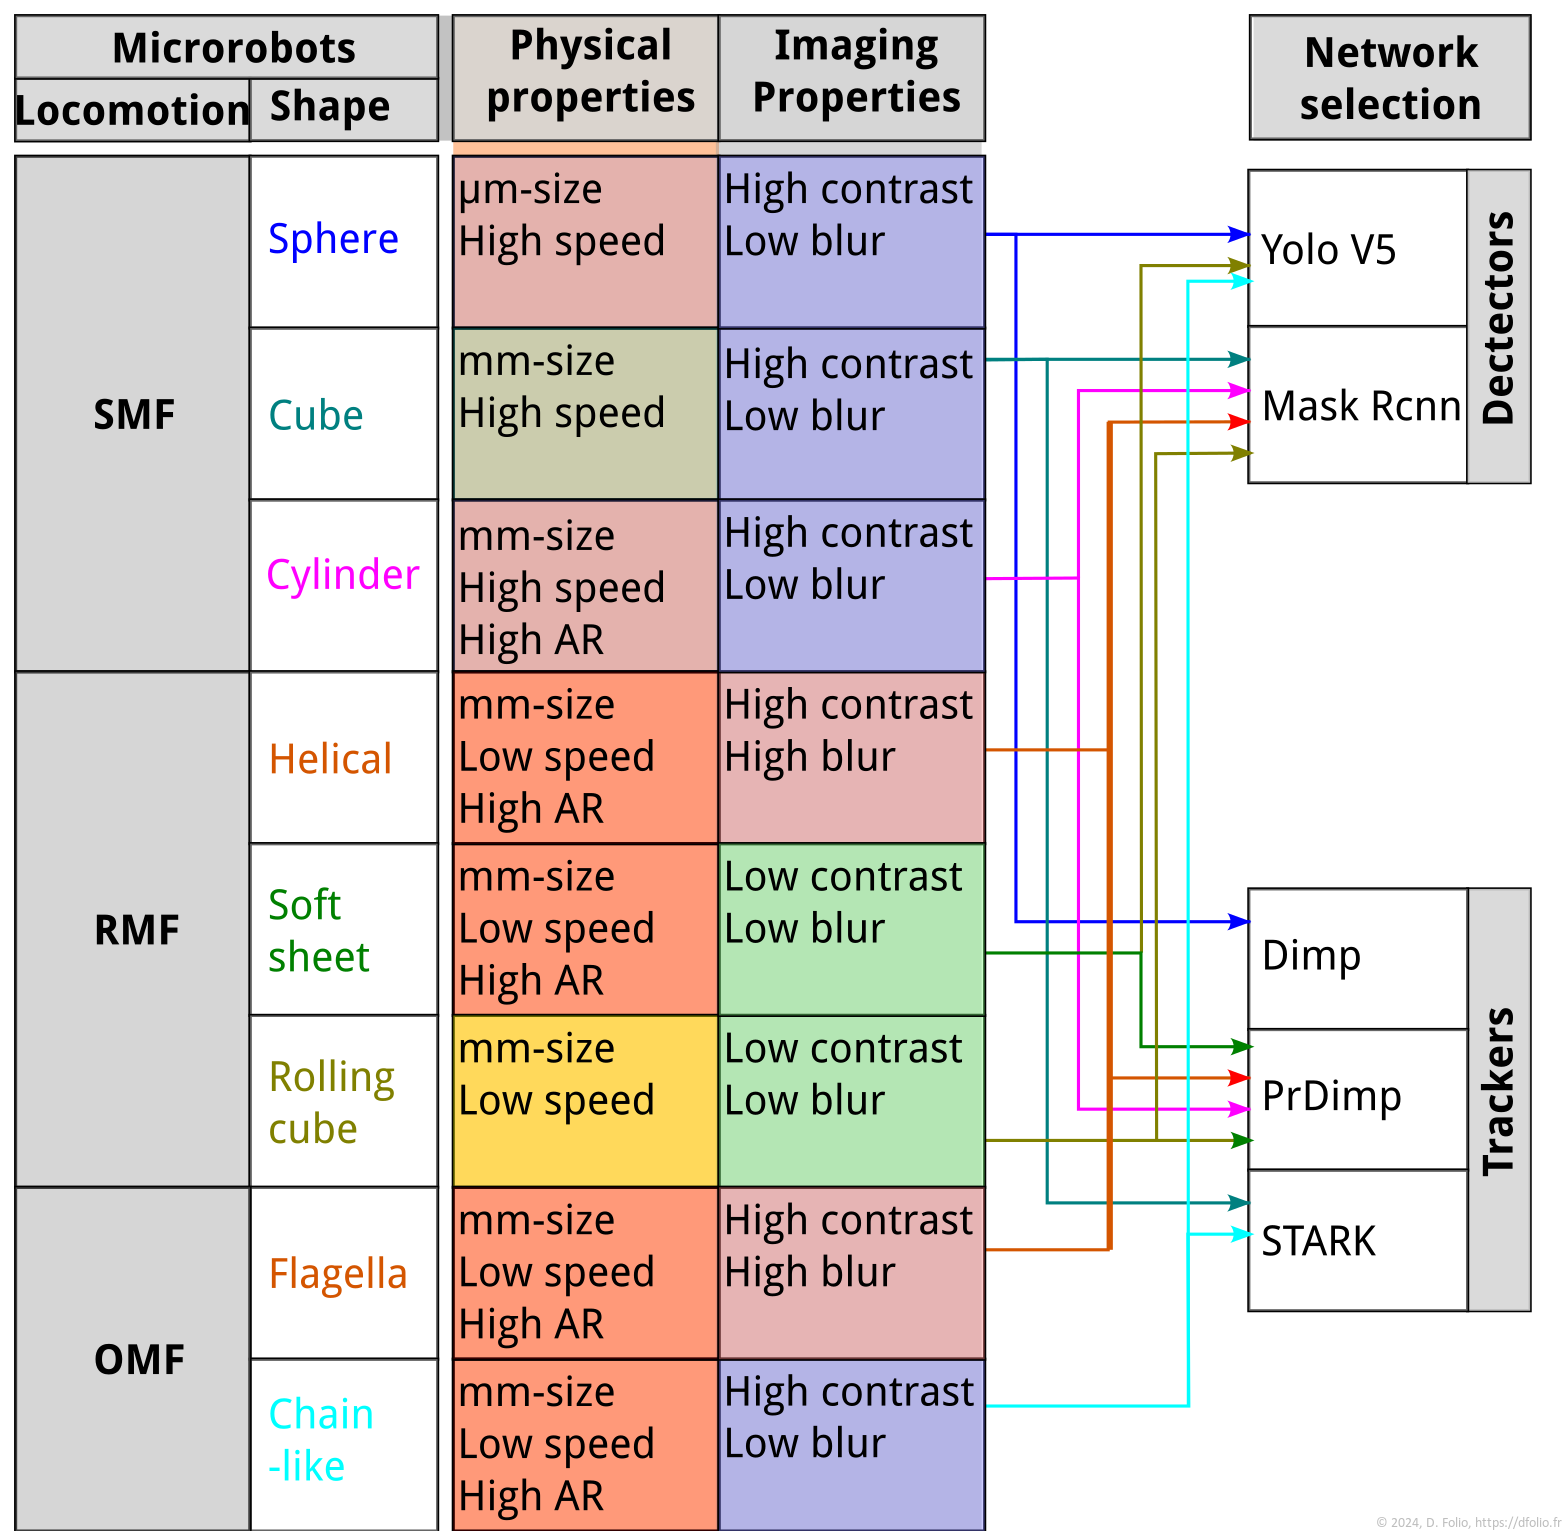 Microrobots
Locomotion
Shape
Physical
properties
Imaging
Properties
Network
selection
SMF
Sphere
µm-size
High speed
High contrast
Low blur
Cube
mm-size
High speed
High contrast
Low blur
Cylinder
mm-size
High speed
High AR
High contrast
Low blur
RMF
Helical
mm-size
Low speed
High AR
High contrast
High blur
Soft
sheet
mm-size
Low speed
High AR
Low contrast
Low blur
Rolling
cube
mm-size
Low speed
Low contrast
Low blur
OMF
Flagella
mm-size
Low speed
High AR
High contrast
High blur
Chain
-like
mm-size
Low speed
High AR
High contrast
Low blur
Yolo V5
Mask Rcnn
Dectectors
Dimp
PrDimp
STARK
Trackers
© 2024, D. Folio, https://dfolio.fr